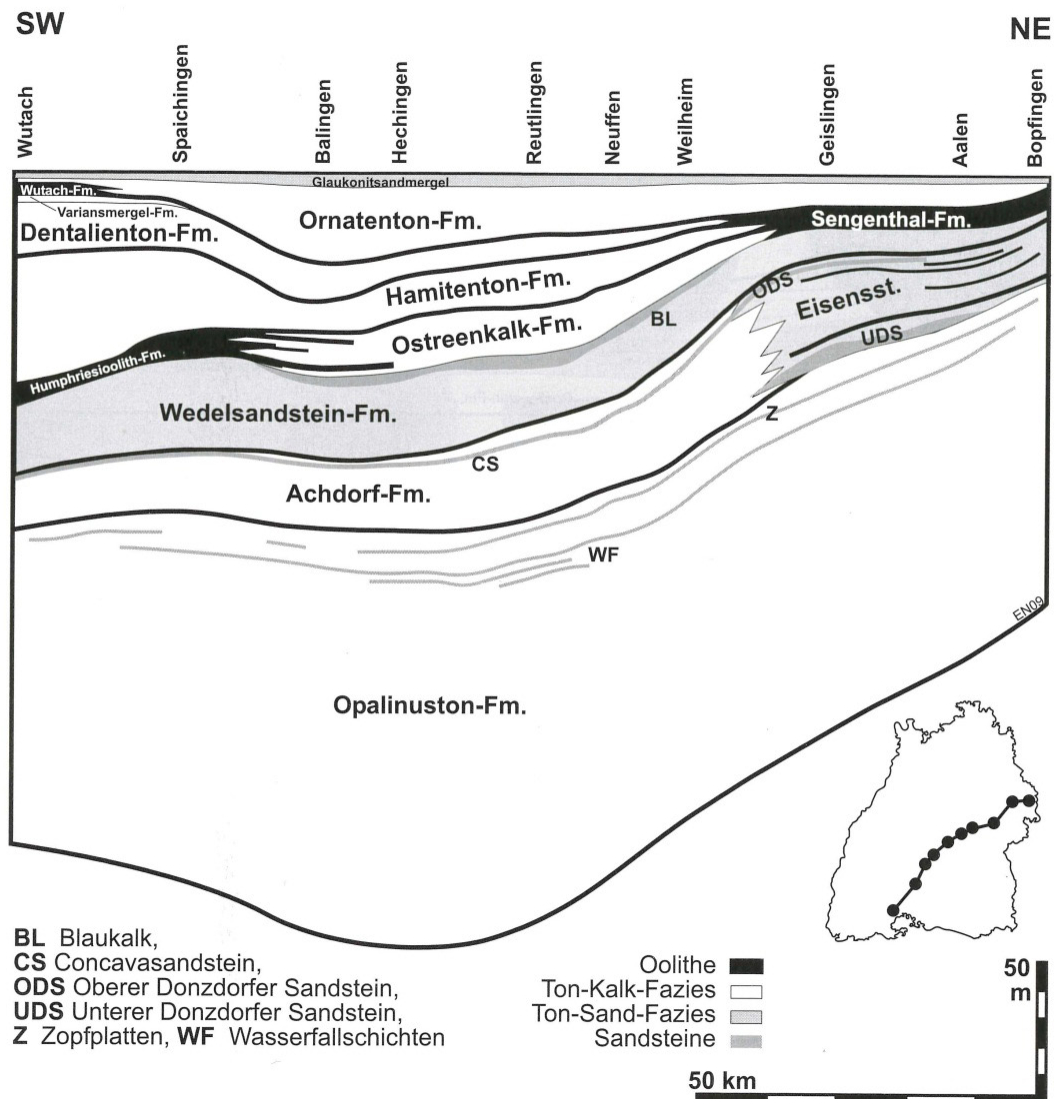 SW
NE
Wutach
Spaichingen
Balingen
Hechingen
Reutlingen
Neuffen
Weilheim
Geislingen
Aalen
Bopfingen
Glaukonitsandmergel
Wutach-Fm.
Variansmergel-Fm.
Dentalienton-Fm.
Ornatenton-Fm.
Sengenthal-Fm.
Hamitenton-Fm.
ODS
Eisensst.
BL
Ostreenkalk-Fm.
UDS
Humphriesioolith-Fm.
Wedelsandstein-Fm.
Z
CS
Achdorf-Fm.
WF
EN09
Opalinuston-Fm.
BL Blaukalk,
CS Concavasandstein,
ODS Oberer Donzdorfer Sandstein,
UDS Unterer Donzdorfer Sandstein,
Z Zopfplatten, WF Wasserfallschichten
Oolithe
Ton-Kalk-Fazies
Ton-Sand-Fazies
Sandsteine
50
m
50 km